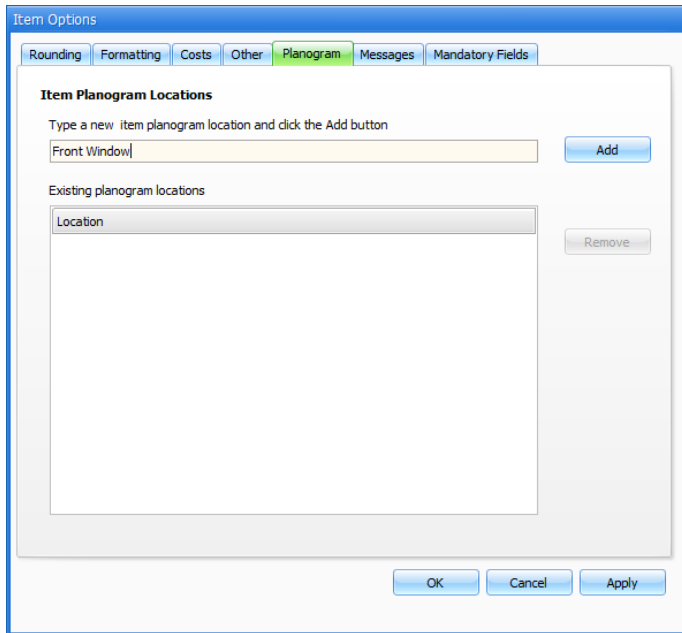 Item Options
Rounding Formatting Costs Other Planogram Messages Mandatory Fields
Item Planogram Locations
Type a new item planogram location and click the Add button
Front Window Add
Existing planogram locations
Location
Remove
OK Cancel Apply